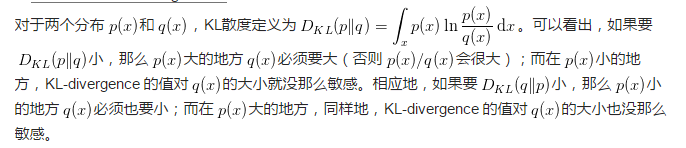 对于两个分布 p(x)和 q(x)，KL散度定义为 D_{KL}(p‖q) = ∫_x p(x) ln \frac{p(x)}{q(x)} dx。可以看出，如果要
D_{KL}(p‖q)小，那么 p(x)大的地方 q(x)必须要大（否则 p(x)/q(x)会很大）；而在 p(x)小的地
方，KL-divergence 的值对 q(x)的大小就没那么敏感。相应地，如果要 D_{KL}(q‖p)小，那么 p(x)小
的地方 q(x)必须也要小；而在 p(x)大的地方，同样地，KL-divergence 的值对 q(x)的大小也没那么
敏感。